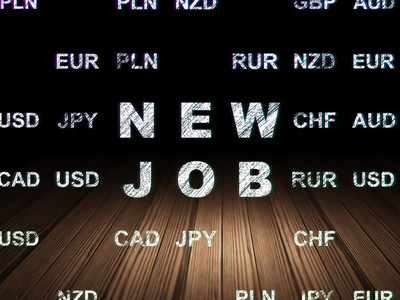 PLN PLN NZD GBP AUD
EUR PLN RUR NZD EUR
USD JPY NEW CHF AUD
CAD USD JOB RUR USD
USD CAD JPY CHF
NZD PLN JPY EUR